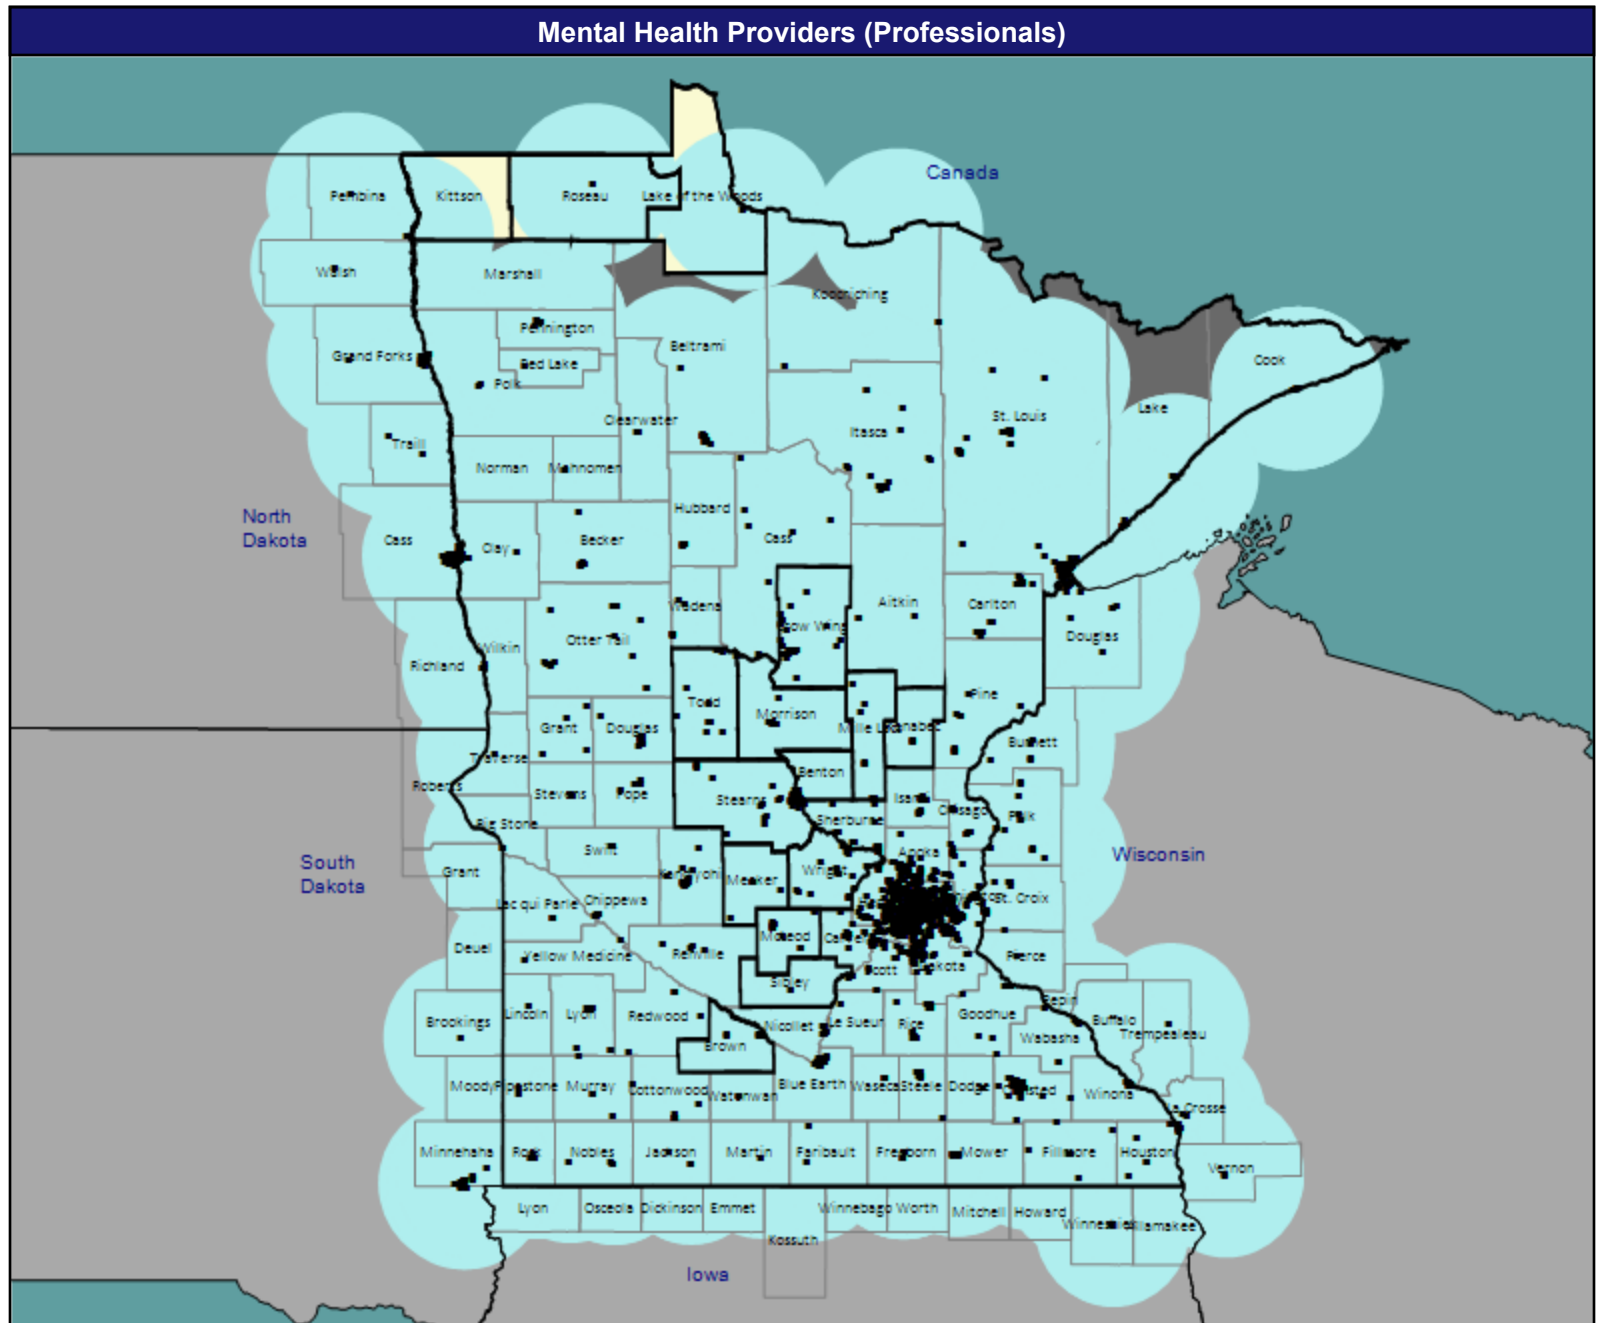 Mental Health Providers (Professionals)
Canada
Pembina
Kittson
Roseau
Lake of the Woods
Walsh
Marshall
Koochiching
Pennington
Grand Forks
Red Lake
Beltrami
Cook
Polk
Lake
Clearwater
St. Louis
Itasca
Traill
Norman
Mahnomen
Hubbard
North
Dakota
Cass
Clay
Becker
Cass
Wadena
Aitkin
Carlton
Crow Wing
Otter Tail
Douglas
Wilkin
Richland
Todd
Pine
Morrison
Grant
Douglas
Mille Lacs
Kanabec
Burnett
Traverse
Benton
Roberts
Stevens
Pope
Stearns
Isanti
Chisago
Polk
Big Stone
Sherburne
Swift
Anoka
Wisconsin
South
Dakota
Grant
Kandiyohi
Meeker
Wright
St. Croix
Lac qui Parle
Chippewa
McLeod
Carver
Deuel
Yellow Medicine
Renville
Scott
Dakota
Pierce
Sibley
Pepin
Brookings
Lincoln
Lyon
Redwood
Nicollet
Le Sueur
Rice
Goodhue
Buffalo
Trempealeau
Wabasha
Brown
Moody
Pipestone
Murray
Cottonwood
Watonwan
Blue Earth
Waseca
Steele
Dodge
Olmsted
Winona
La Crosse
Minnehaha
Rock
Nobles
Jackson
Martin
Faribault
Freeborn
Mower
Fillmore
Houston
Vernon
Lyon
Osceola
Dickinson
Emmet
Winnebago
Worth
Mitchell
Howard
Winneshiek
Allamakee
Kossuth
Iowa